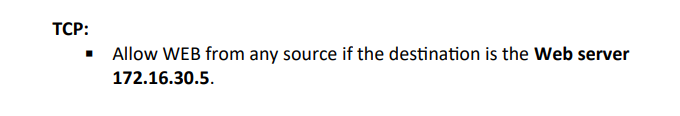 TCP:
▪ Allow WEB from any source if the destination is the Web server
172.16.30.5.